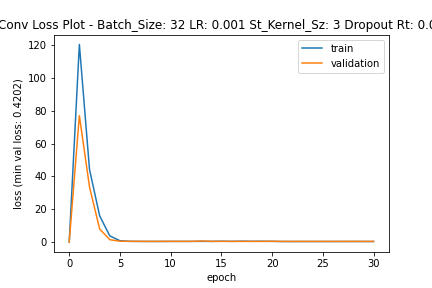 Conv Loss Plot - Batch_Size: 32 LR: 0.001 St_Kernel_Sz: 3 Dropout Rt: 0.0
train
validation
120
100
80
60
40
20
0
loss (min val loss: 0.4202)
0 5 10 15 20 25 30
epoch